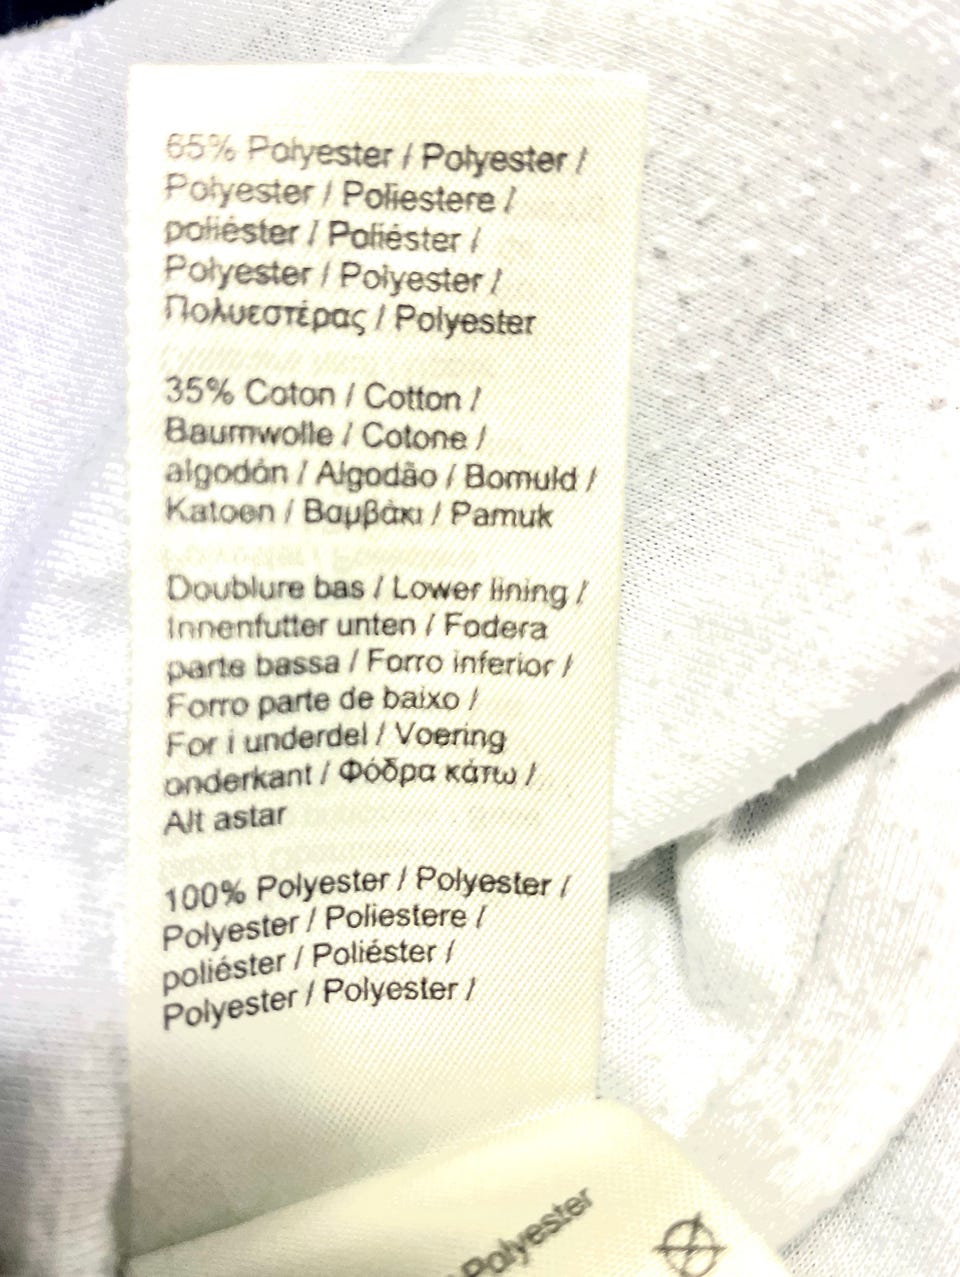 65% Polyester / Polyester /
Polyester / Poliestere /
poliéster / Poliéster /
Polyester / Polyester /
Πολυεστέρας / Polyester
35% Coton / Cotton /
Baumwolle / Cotone /
algodón / Algodão / Bomuld /
Katoen / Βαμβάκι / Pamuk
Doublure bas / Lower lining /
Innenfutter unten / Fodera
parte bassa / Forro inferior /
Forro parte de baixo /
For i underdel / Voering
onderkant / Φόδρα κάτω /
Alt astar
100% Polyester / Polyester /
Polyester / Poliestere /
poliéster / Poliéster /
Polyester / Polyester /
Polyester